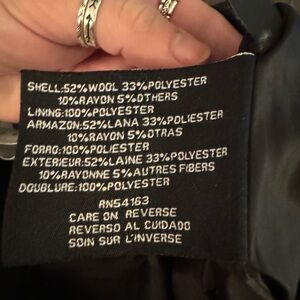 SHELL:52%WOOL 33%POLYESTER
10%RAYON 5%OTHERS
LINING:100%POLYESTER
ARMAZON:52%LANA 33%POLIESTER
10%RAYON 5%OTRAS
FORRO:100%POLIESTER
EXTERIEUR:52%LAINE 33%POLYESTER
10%RAYONNE 5%AUTRES FIBERS
DOUBLURE:100%POLYESTER
RN54163
CARE ON REVERSE
REVERSO AL CUIDADO
SOIN SUR L'INVERSE